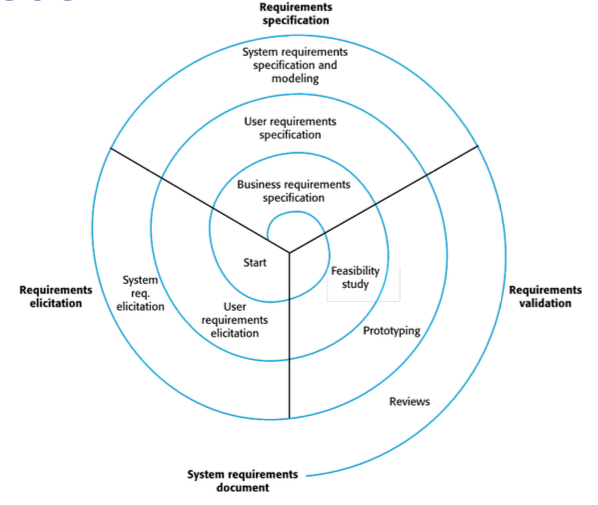 Requirements
specification
System requirements
specification and
modeling
User requirements
specification
Business requirements
specification
Start
Feasibility
study
System
req.
elicitation
Requirements
elicitation
Requirements
validation
User
requirements
elicitation
Prototyping
Reviews
System requirements
document